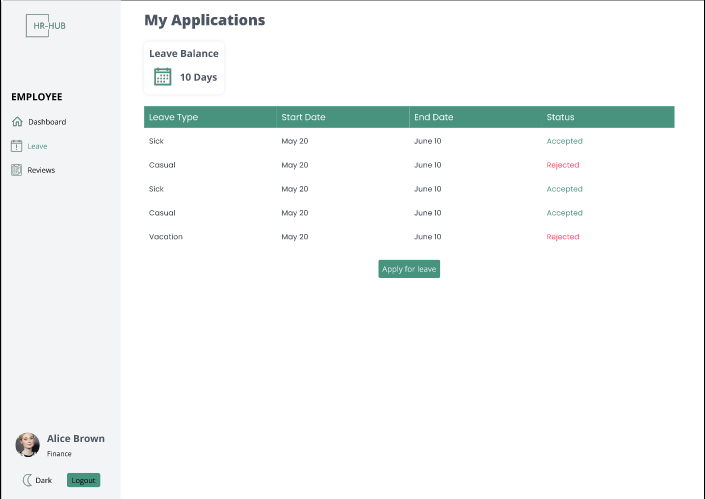 HR-HUB
EMPLOYEE
Dashboard
Leave
Reviews
Alice Brown
Finance
Dark
Logout
My Applications
Leave Balance
10 Days
Leave Type Start Date End Date Status
Sick May 20 June 10 Accepted
Casual May 20 June 10 Rejected
Sick May 20 June 10 Accepted
Casual May 20 June 10 Accepted
Vacation May 20 June 10 Rejected
Apply for leave